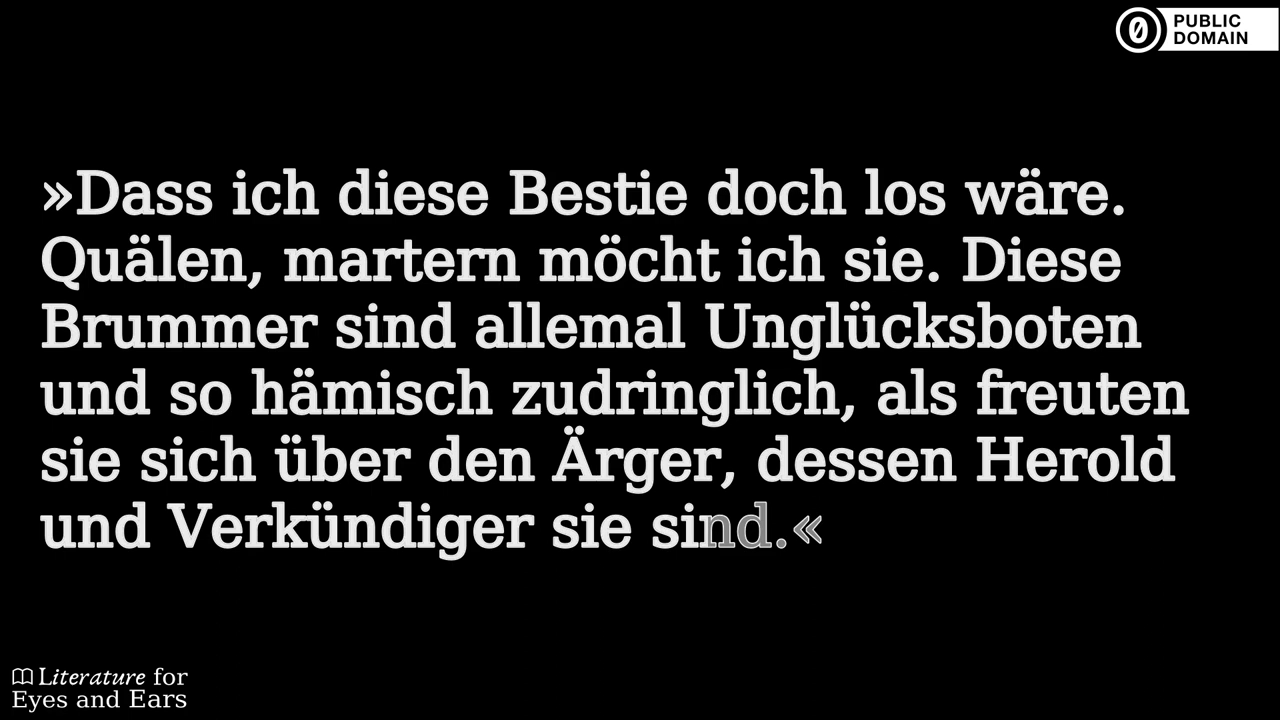 PUBLIC
DOMAIN
»Dass ich diese Bestie doch los wäre.
Quälen, martern möcht ich sie. Diese
Brummer sind allemal Unglücksboten
und so hämisch zudringlich, als freuten
sie sich über den Ärger, dessen Herold
und Verkündiger sie sind.«
Literature for
Eyes and Ears